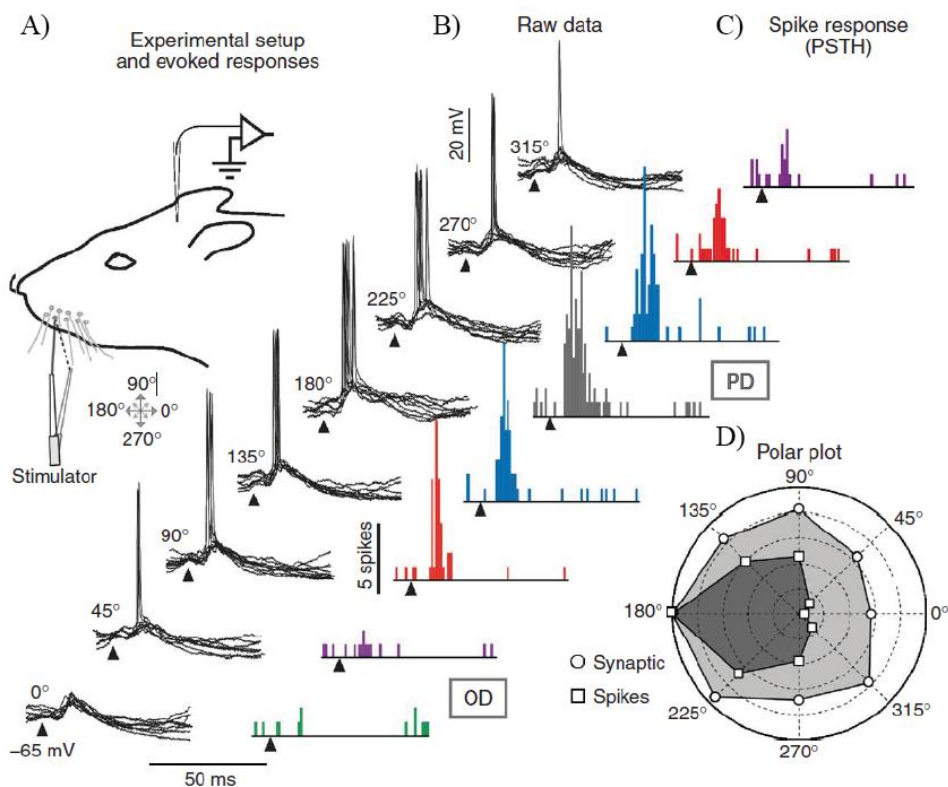 A)
Experimental setup
and evoked responses
B)
Raw data
C)
Spike response
(PSTH)
20 mV
315°
270°
225°
180°
135°
90°
45°
0°
–65 mV
50 ms
90°
180°
0°
270°
Stimulator
5 spikes
PD
OD
D)
Polar plot
90°
135°
45°
180°
0°
225°
315°
270°
Synaptic
Spikes